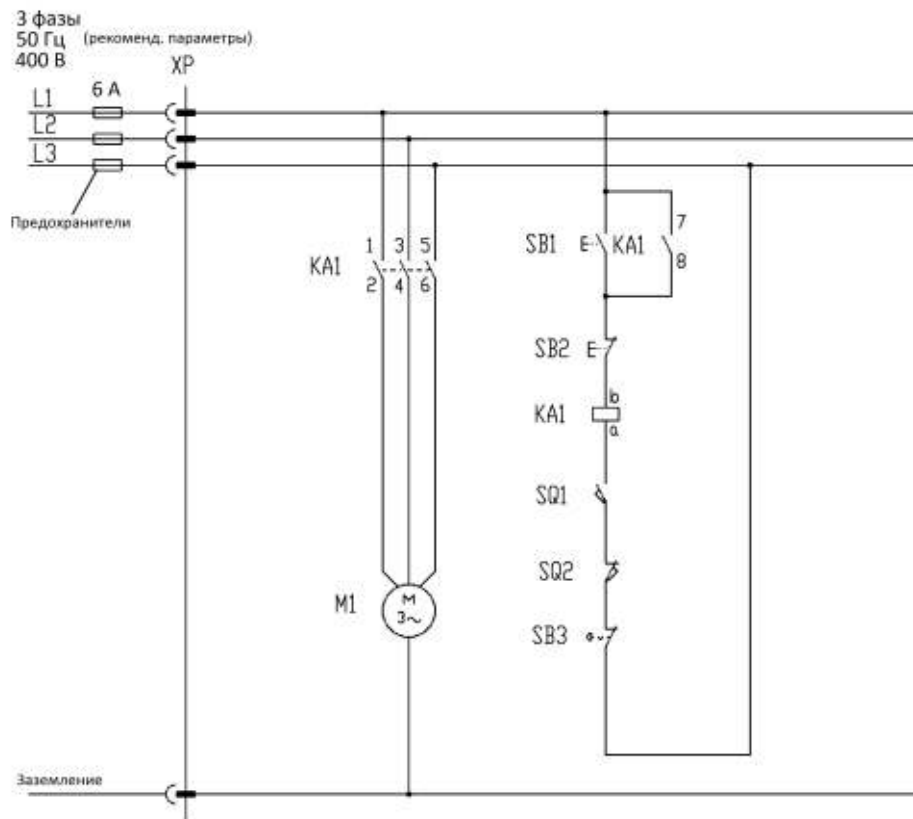 3 фазы
50 Гц (рекоменд. параметры)
400 В
XP
L1 6 А
L2
L3
Предохранители
KA1
1 3 5
2 4 6
SB1 E KA1
7
8
SB2 E
b
KA1
a
SQ1
SQ2
SB3
M1
M
3~
Заземление